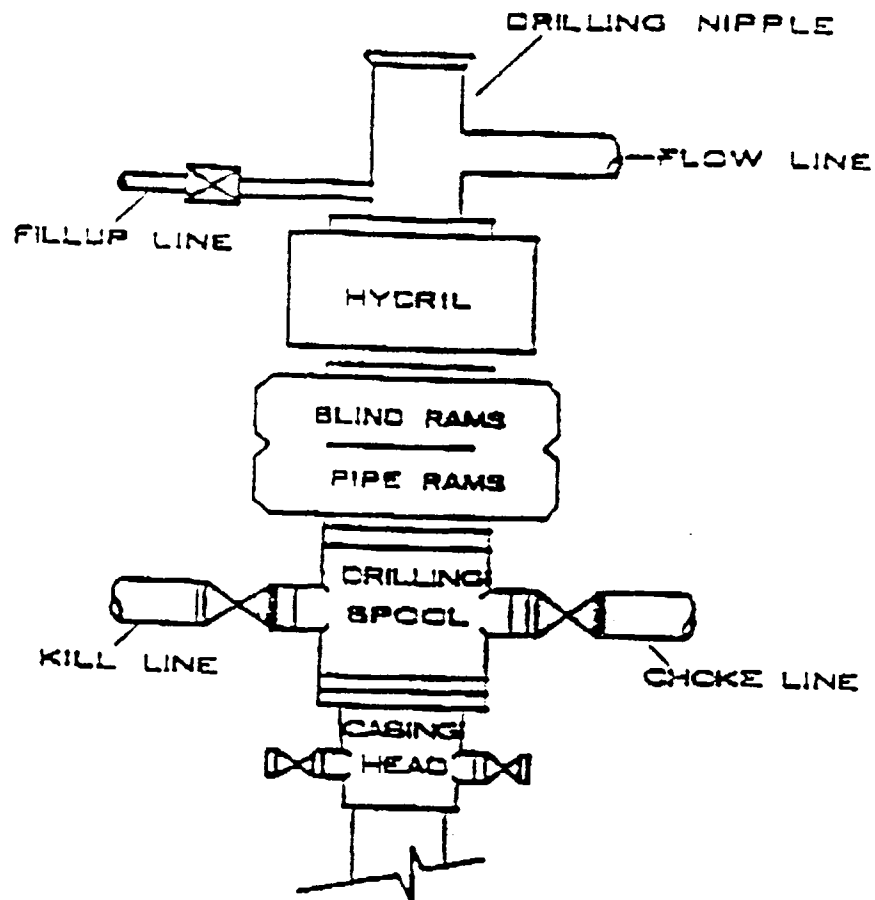 DRILLING NIPPLE
FLOW LINE
FILLUP LINE
HYDRIL
BLIND RAMS
PIPE RAMS
DRILLING
SPOOL
KILL LINE
CHOKE LINE
CASING
HEAD